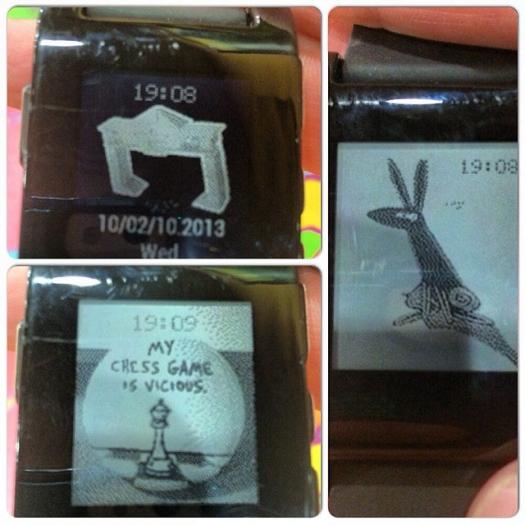 19:08
10/02/10.2013
Wed
19:09
MY
CHESS GAME
IS VICIOUS.
19:08